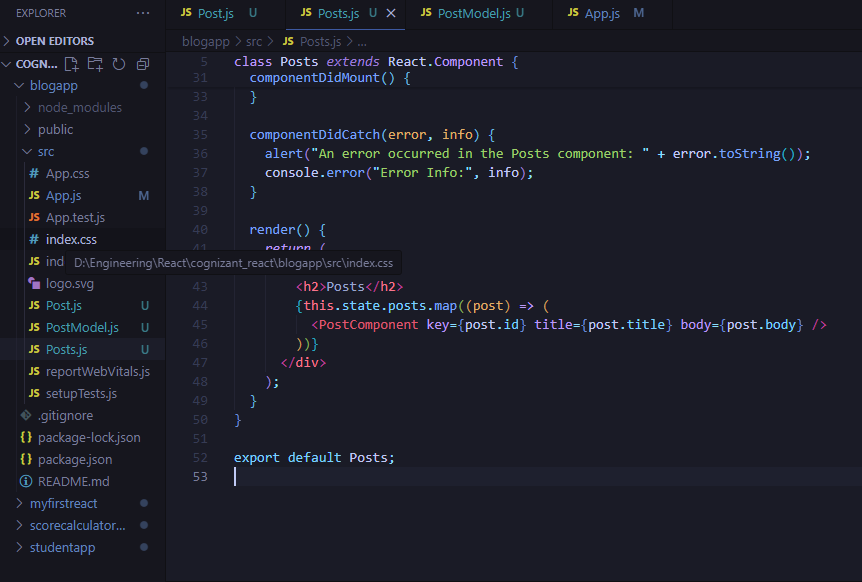 EXPLORER ...
OPEN EDITORS
COGN...
blogapp
node_modules
public
src
# App.css
JS App.js M
JS App.test.js
# index.css
JS ind
D:\Engineering\React\cognizant_react\blogapp\src\index.css
logo.svg
JS Post.js U
JS PostModel.js U
JS Posts.js U
JS reportWebVitals.js
JS setupTests.js
.gitignore
{} package-lock.json
{} package.json
README.md
myfirstreact
scorecalculator...
studentapp
JS Post.js U JS Posts.js U × JS PostModel.js U JS App.js M
blogapp > src > JS Posts.js > ...
5 class Posts extends React.Component {
31 componentDidMount() {
33 }
34
35 componentDidCatch(error, info) {
36 alert("An error occurred in the Posts component: " + error.toString());
37 console.error("Error Info:", info);
38 }
39
40 render() {
41 return (
43 <h2>Posts</h2>
44 {this.state.posts.map((post) => (
45 <PostComponent key={post.id} title={post.title} body={post.body} />
46 ))}
47 </div>
48 );
49 }
50 }
51
52 export default Posts;
53